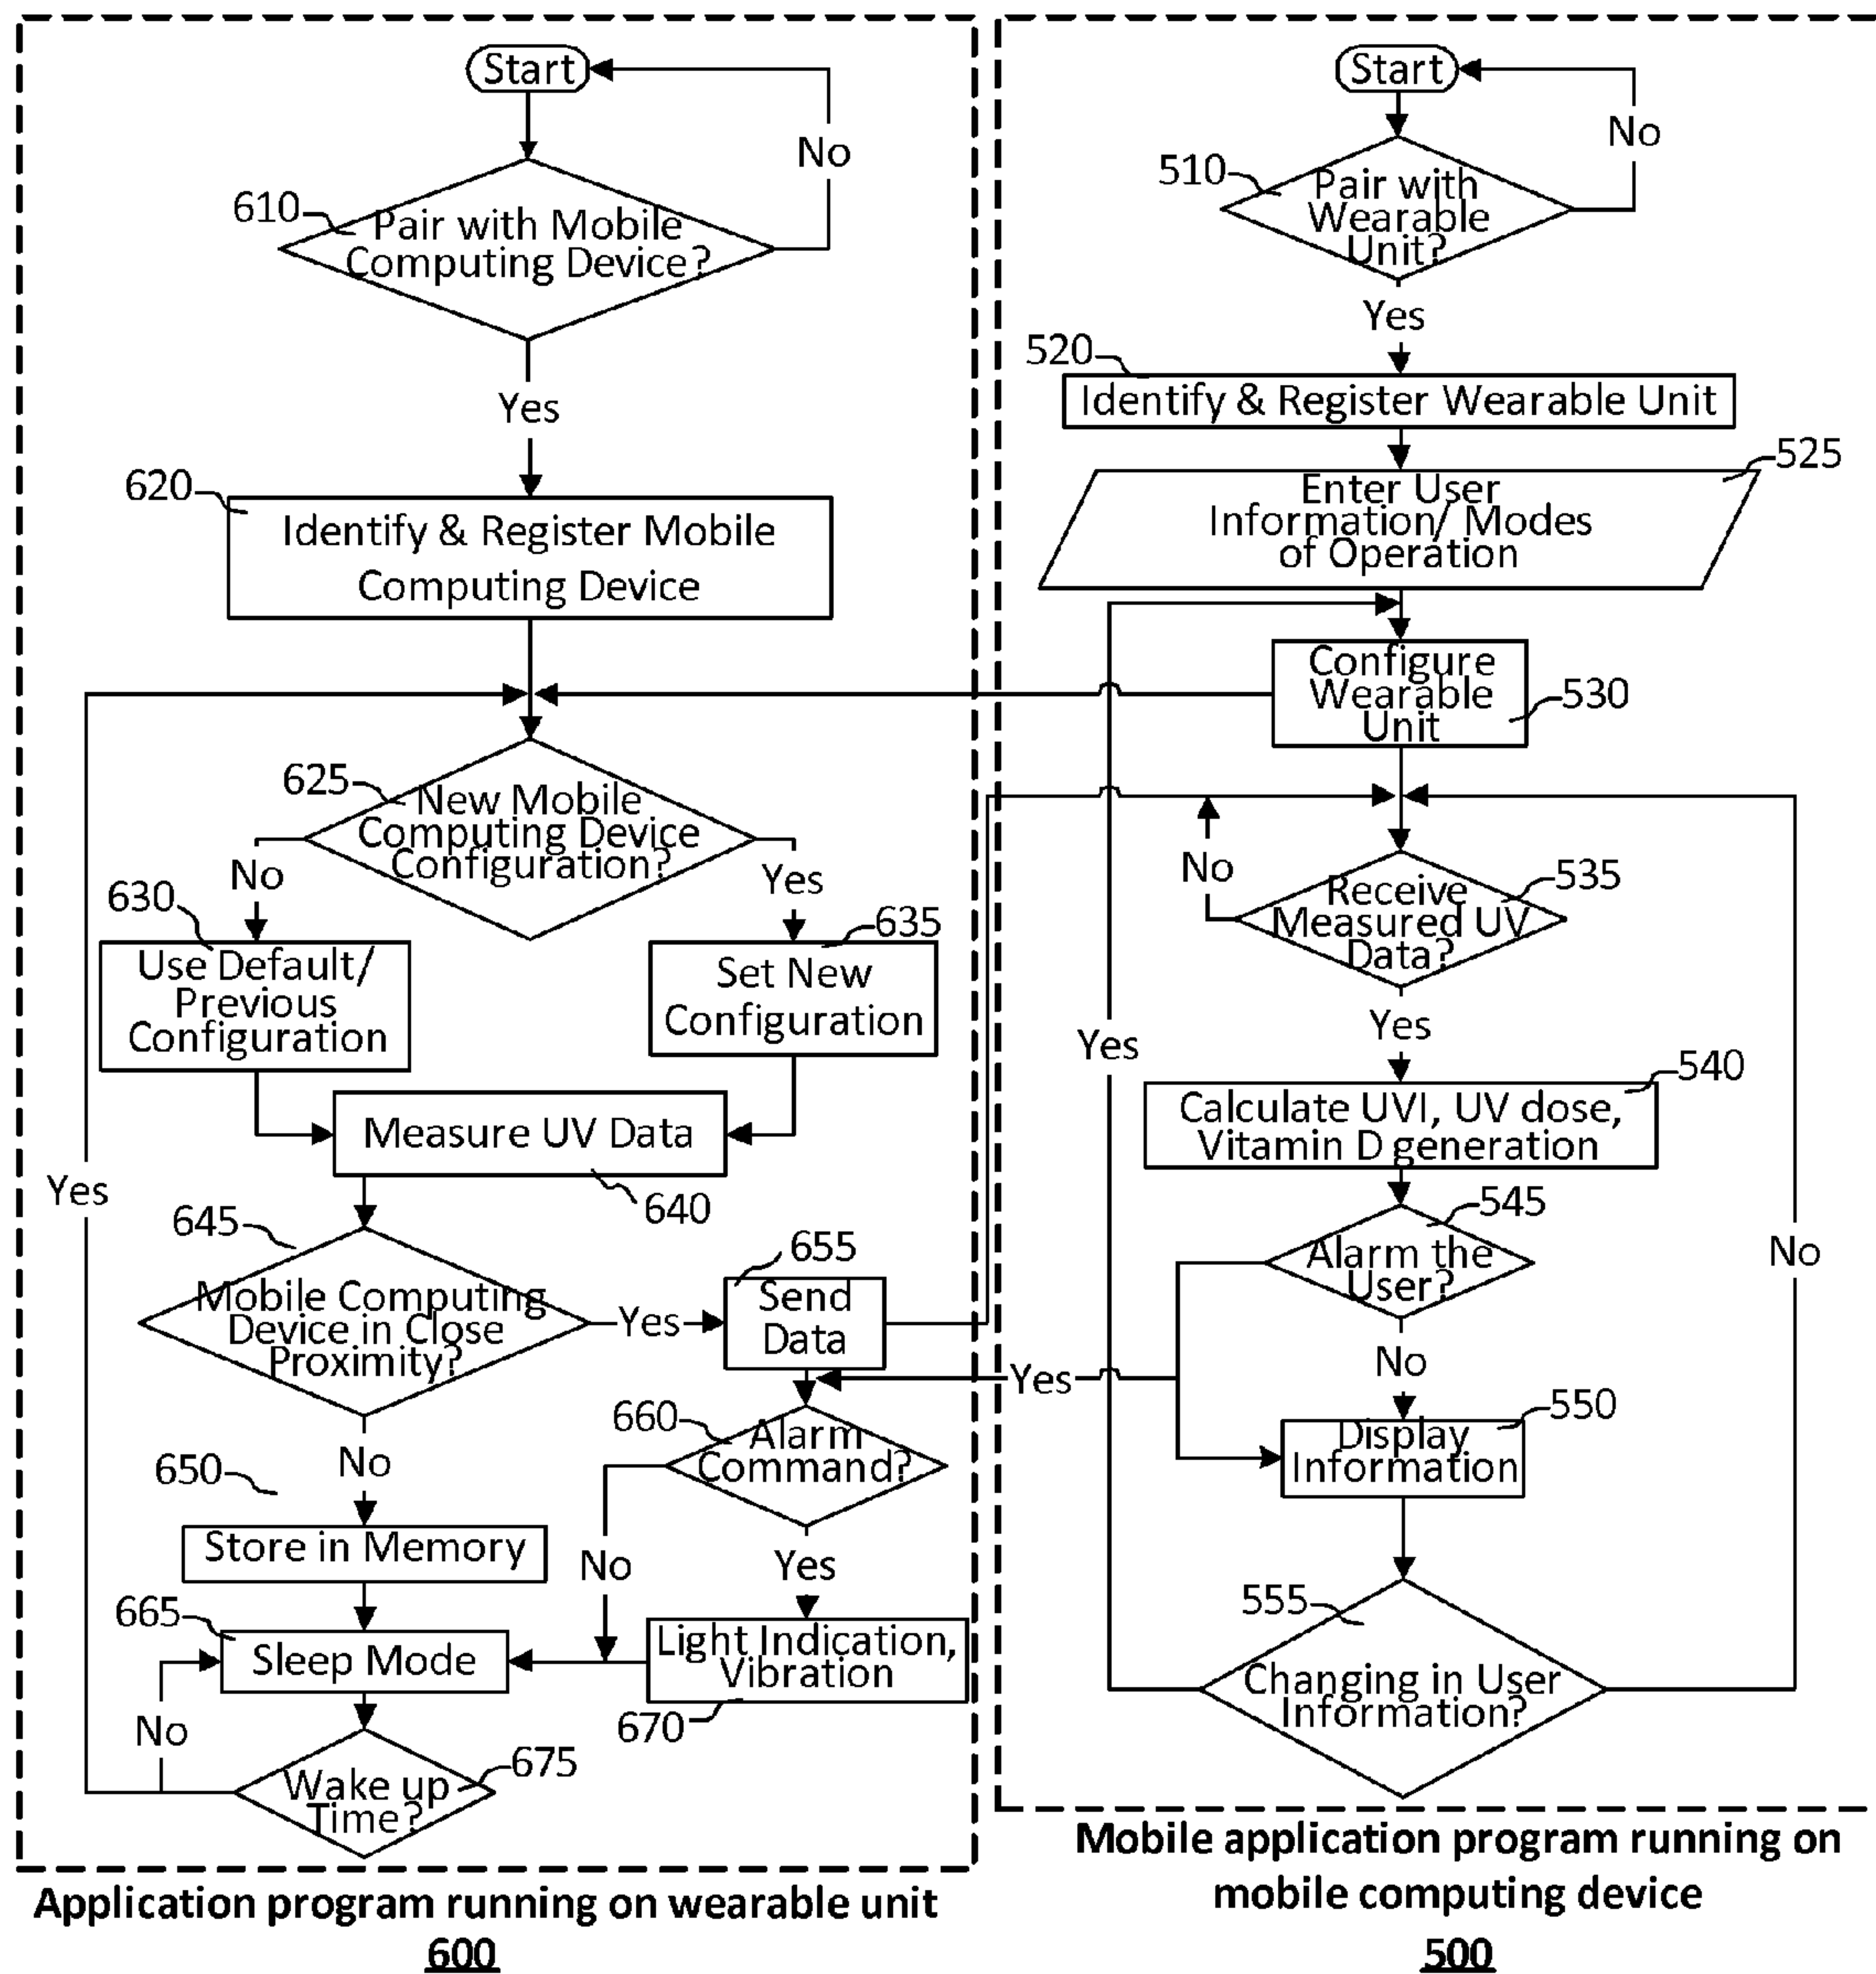 Start
No
610
Pair with Mobile
Computing Device?
Yes
620
Identify & Register Mobile
Computing Device
625
New Mobile
Computing Device
Configuration?
No
Yes
630
Use Default/
Previous
Configuration
635
Set New
Configuration
Measure UV Data
640
Yes
645
Mobile Computing
Device in Close
Proximity?
Yes
655
Send
Data
No
650
Store in Memory
660
Alarm
Command?
No
Yes
665
Sleep Mode
Light Indication,
Vibration
670
No
Wake up
Time?
675
Application program running on wearable unit
600
Start
No
510
Pair with
Wearable
Unit?
Yes
520
Identify & Register Wearable Unit
525
Enter User
Information/ Modes
of Operation
Configure
Wearable
Unit
530
No
Receive
Measured UV
Data?
535
Yes
Yes
540
Calculate UVI, UV dose,
Vitamin D generation
545
Alarm the
User?
No
Yes
No
550
Display
Information
555
Changing in User
Information?
Mobile application program running on
mobile computing device
500